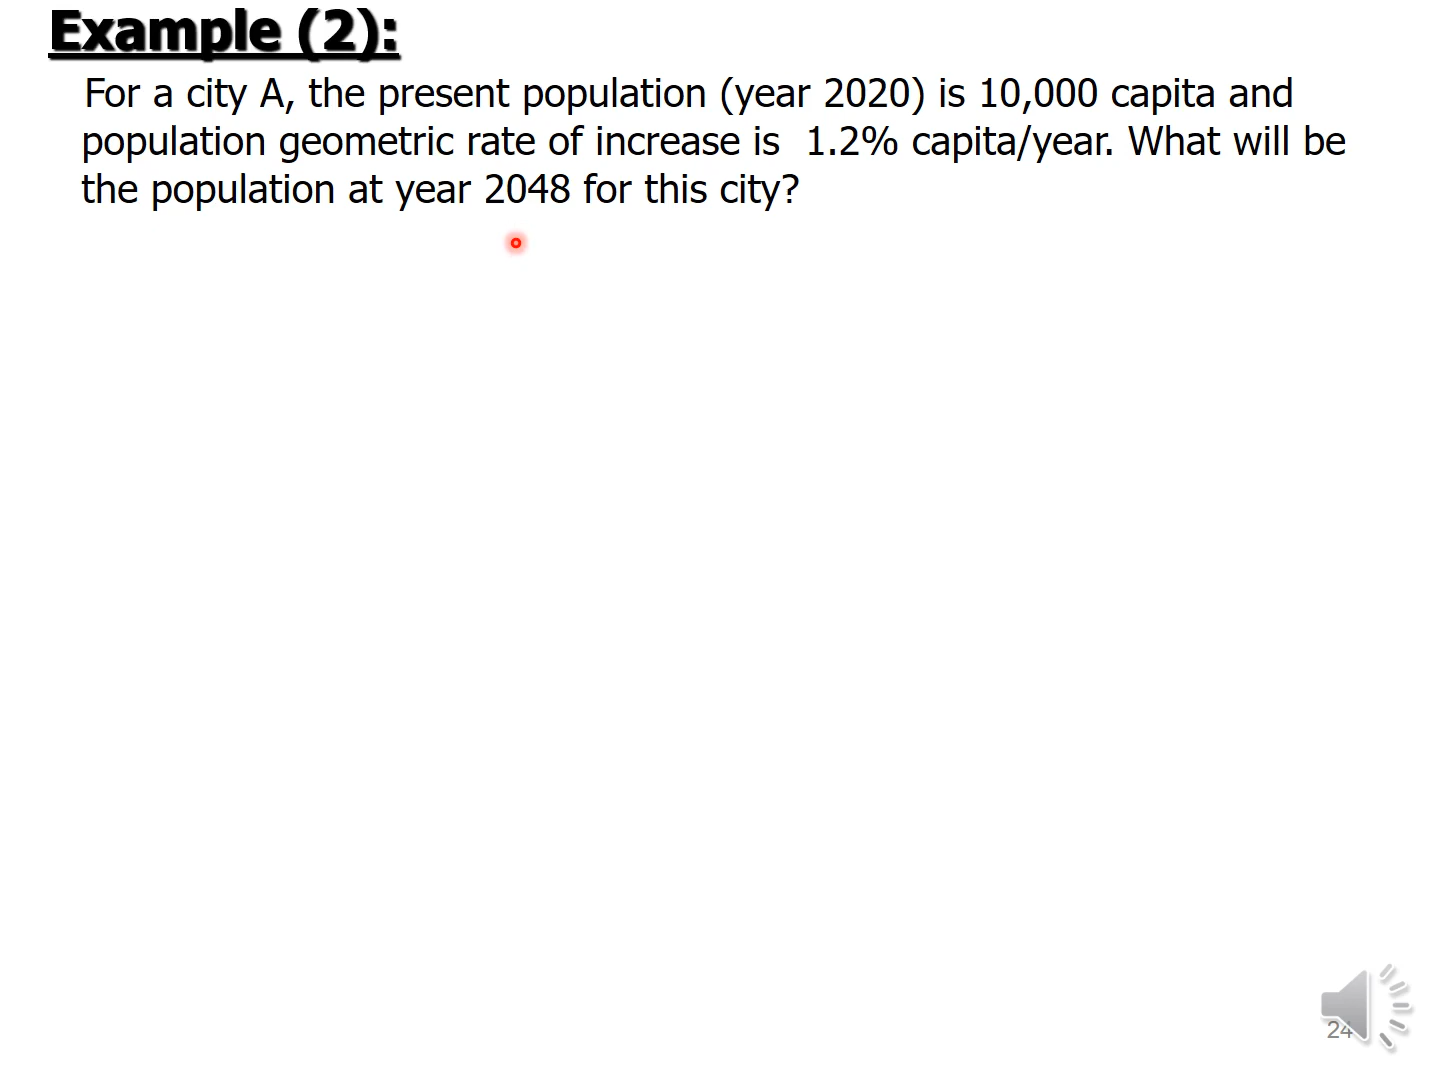 Example (2):
For a city A, the present population (year 2020) is 10,000 capita and
population geometric rate of increase is 1.2% capita/year. What will be
the population at year 2048 for this city?
24